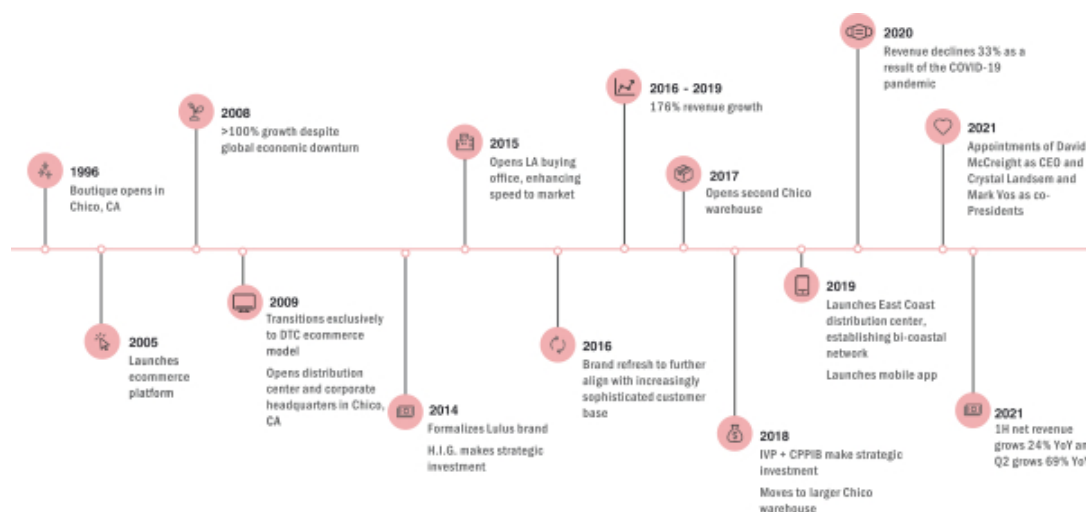 1996
Boutique opens in
Chico, CA
2005
Launches
ecommerce
platform
2008
>100% growth despite
global economic downturn
2009
Transitions exclusively
to DTC ecommerce
model
Opens distribution
center and corporate
headquarters in Chico,
CA
2014
Formalizes Lulus brand
H.I.G. makes strategic
investment
2015
Opens LA buying
office, enhancing
speed to market
2016
Brand refresh to further
align with increasingly
sophisticated customer
base
2016 - 2019
176% revenue growth
2017
Opens second Chico
warehouse
2018
IVP + CPPIB make strategic
investment
Moves to larger Chico
warehouse
2019
Launches East Coast
distribution center,
establishing bi-coastal
network
Launches mobile app
2020
Revenue declines 33% as a
result of the COVID-19
pandemic
2021
Appointments of David
McCreight as CEO and
Crystal Landsem and
Mark Vos as co-
Presidents
2021
1H net revenue
grows 24% YoY an
Q2 grows 69% Yo